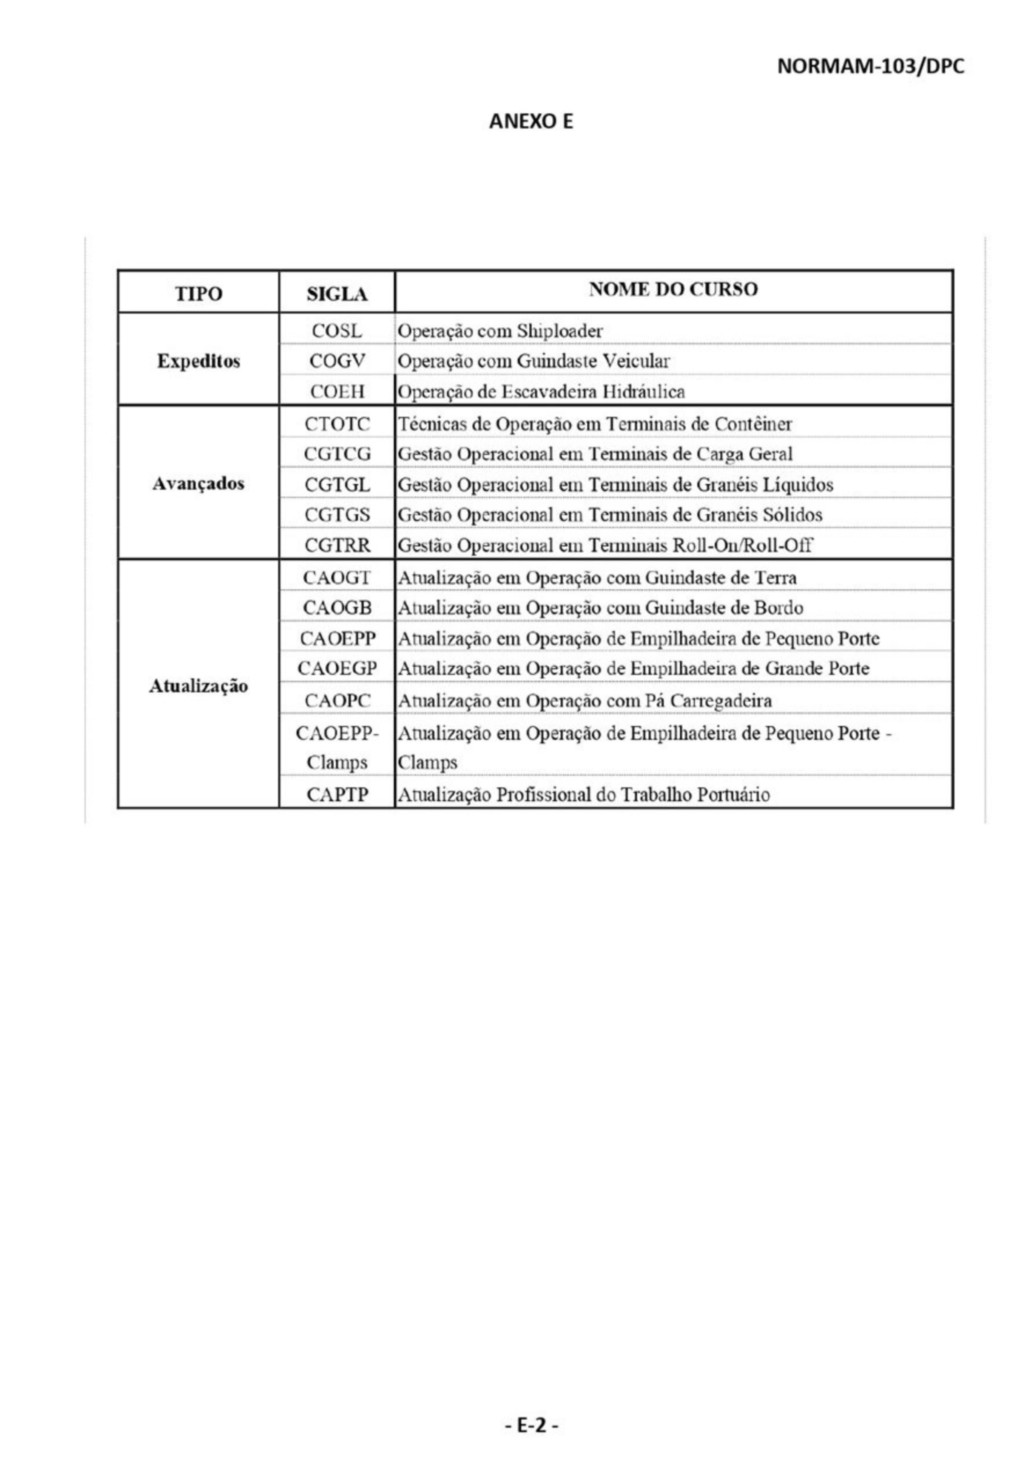 NORMAM-103/DPC
ANEXO E
TIPO SIGLA NOME DO CURSO
Expeditos
COSL Operação com Shiploader
COGV Operação com Guindaste Veicular
COEH Operação de Escavadeira Hidráulica
Avançados
CTOTC Técnicas de Operação em Terminais de Contêiner
CGTCG Gestão Operacional em Terminais de Carga Geral
CGTGL Gestão Operacional em Terminais de Granéis Líquidos
CGTGS Gestão Operacional em Terminais de Granéis Sólidos
CGTRR Gestão Operacional em Terminais Roll-On/Roll-Off
Atualização
CAOGT Atualização em Operação com Guindaste de Terra
CAOGB Atualização em Operação com Guindaste de Bordo
CAOEPP Atualização em Operação de Empilhadeira de Pequeno Porte
CAOEGP Atualização em Operação de Empilhadeira de Grande Porte
CAOPC Atualização em Operação com Pá Carregadeira
CAOEPP- Atualização em Operação de Empilhadeira de Pequeno Porte -
Clamps Clamps
CAPTP Atualização Profissional do Trabalho Portuário
- E-2 -